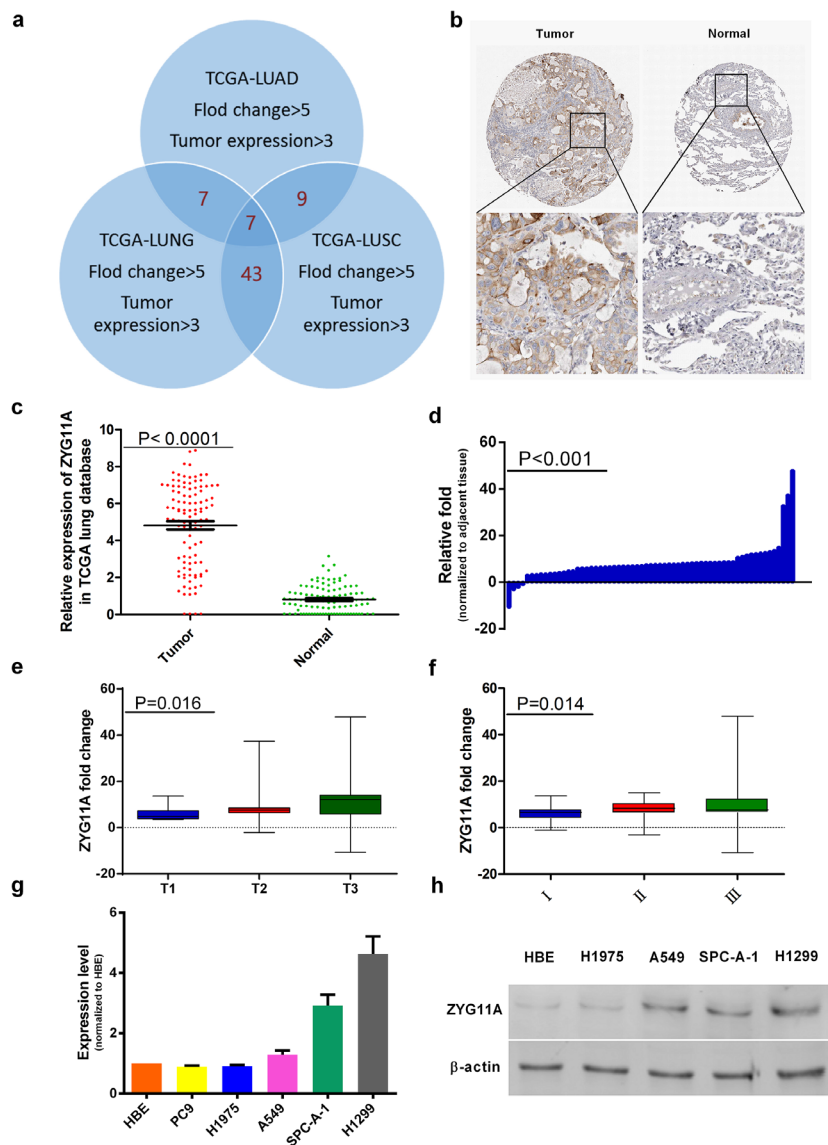 a
TCGA-LUAD
Flod change>5
Tumor expression>3
7
9
7
TCGA-LUNG
Flod change>5
Tumor
expression>3
43
TCGA-LUSC
Flod change>5
Tumor
expression>3
b
Tumor
Normal
c
Relative expression of ZYG11A
in TCGA lung database
P< 0.0001
10
8
6
4
2
0
Tumor
Normal
d
Relative fold
(normalized to adjacent tissue)
P<0.001
60
40
20
0
-20
e
ZYG11A fold change
P=0.016
60
40
20
0
-20
T1
T2
T3
f
ZYG11A fold change
P=0.014
60
40
20
0
-20
I
II
III
g
Expression level
(normalized to HBE)
6
4
2
0
HBE
PC9
H1975
A549
SPC-A-1
H1299
h
HBE
H1975
A549
SPC-A-1
H1299
ZYG11A
β-actin